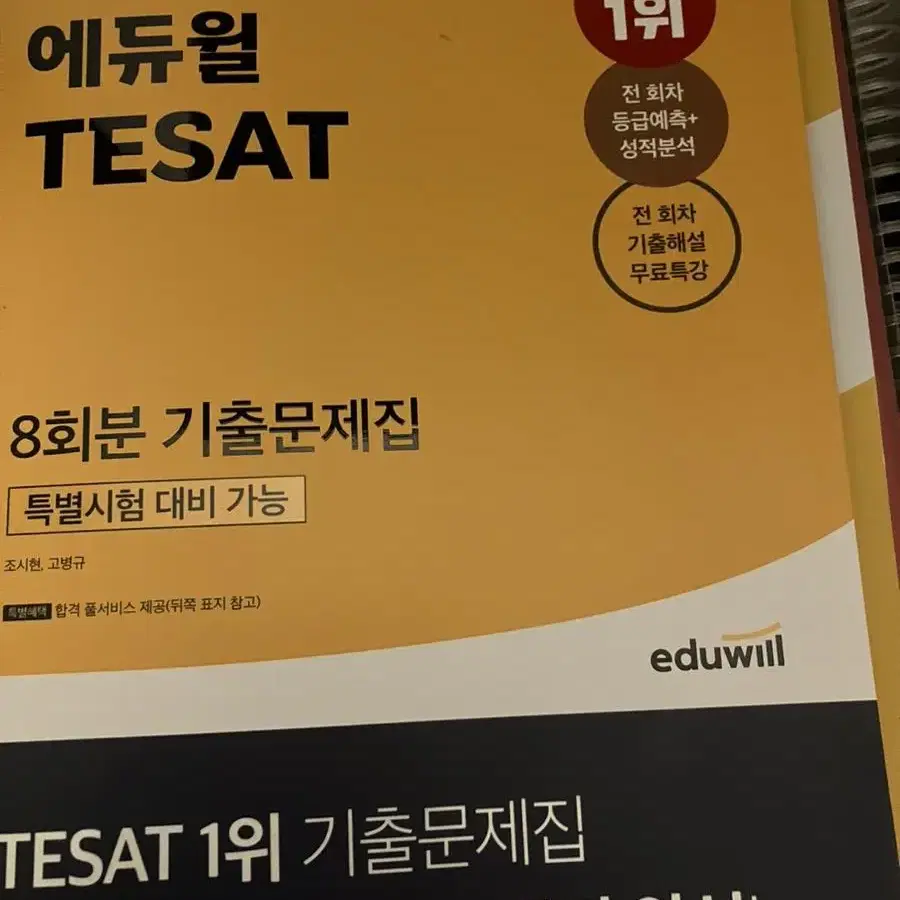 에듀윌
TESAT
1위
전 회차
등급예측+
성적분석
전 회차
기출해설
무료특강
8회분 기출문제집
특별시험 대비 가능
조시현, 고병규
특별혜택 합격 풀서비스 제공(뒤쪽 표지 참고)
eduwill
TESAT 1위 기출문제집